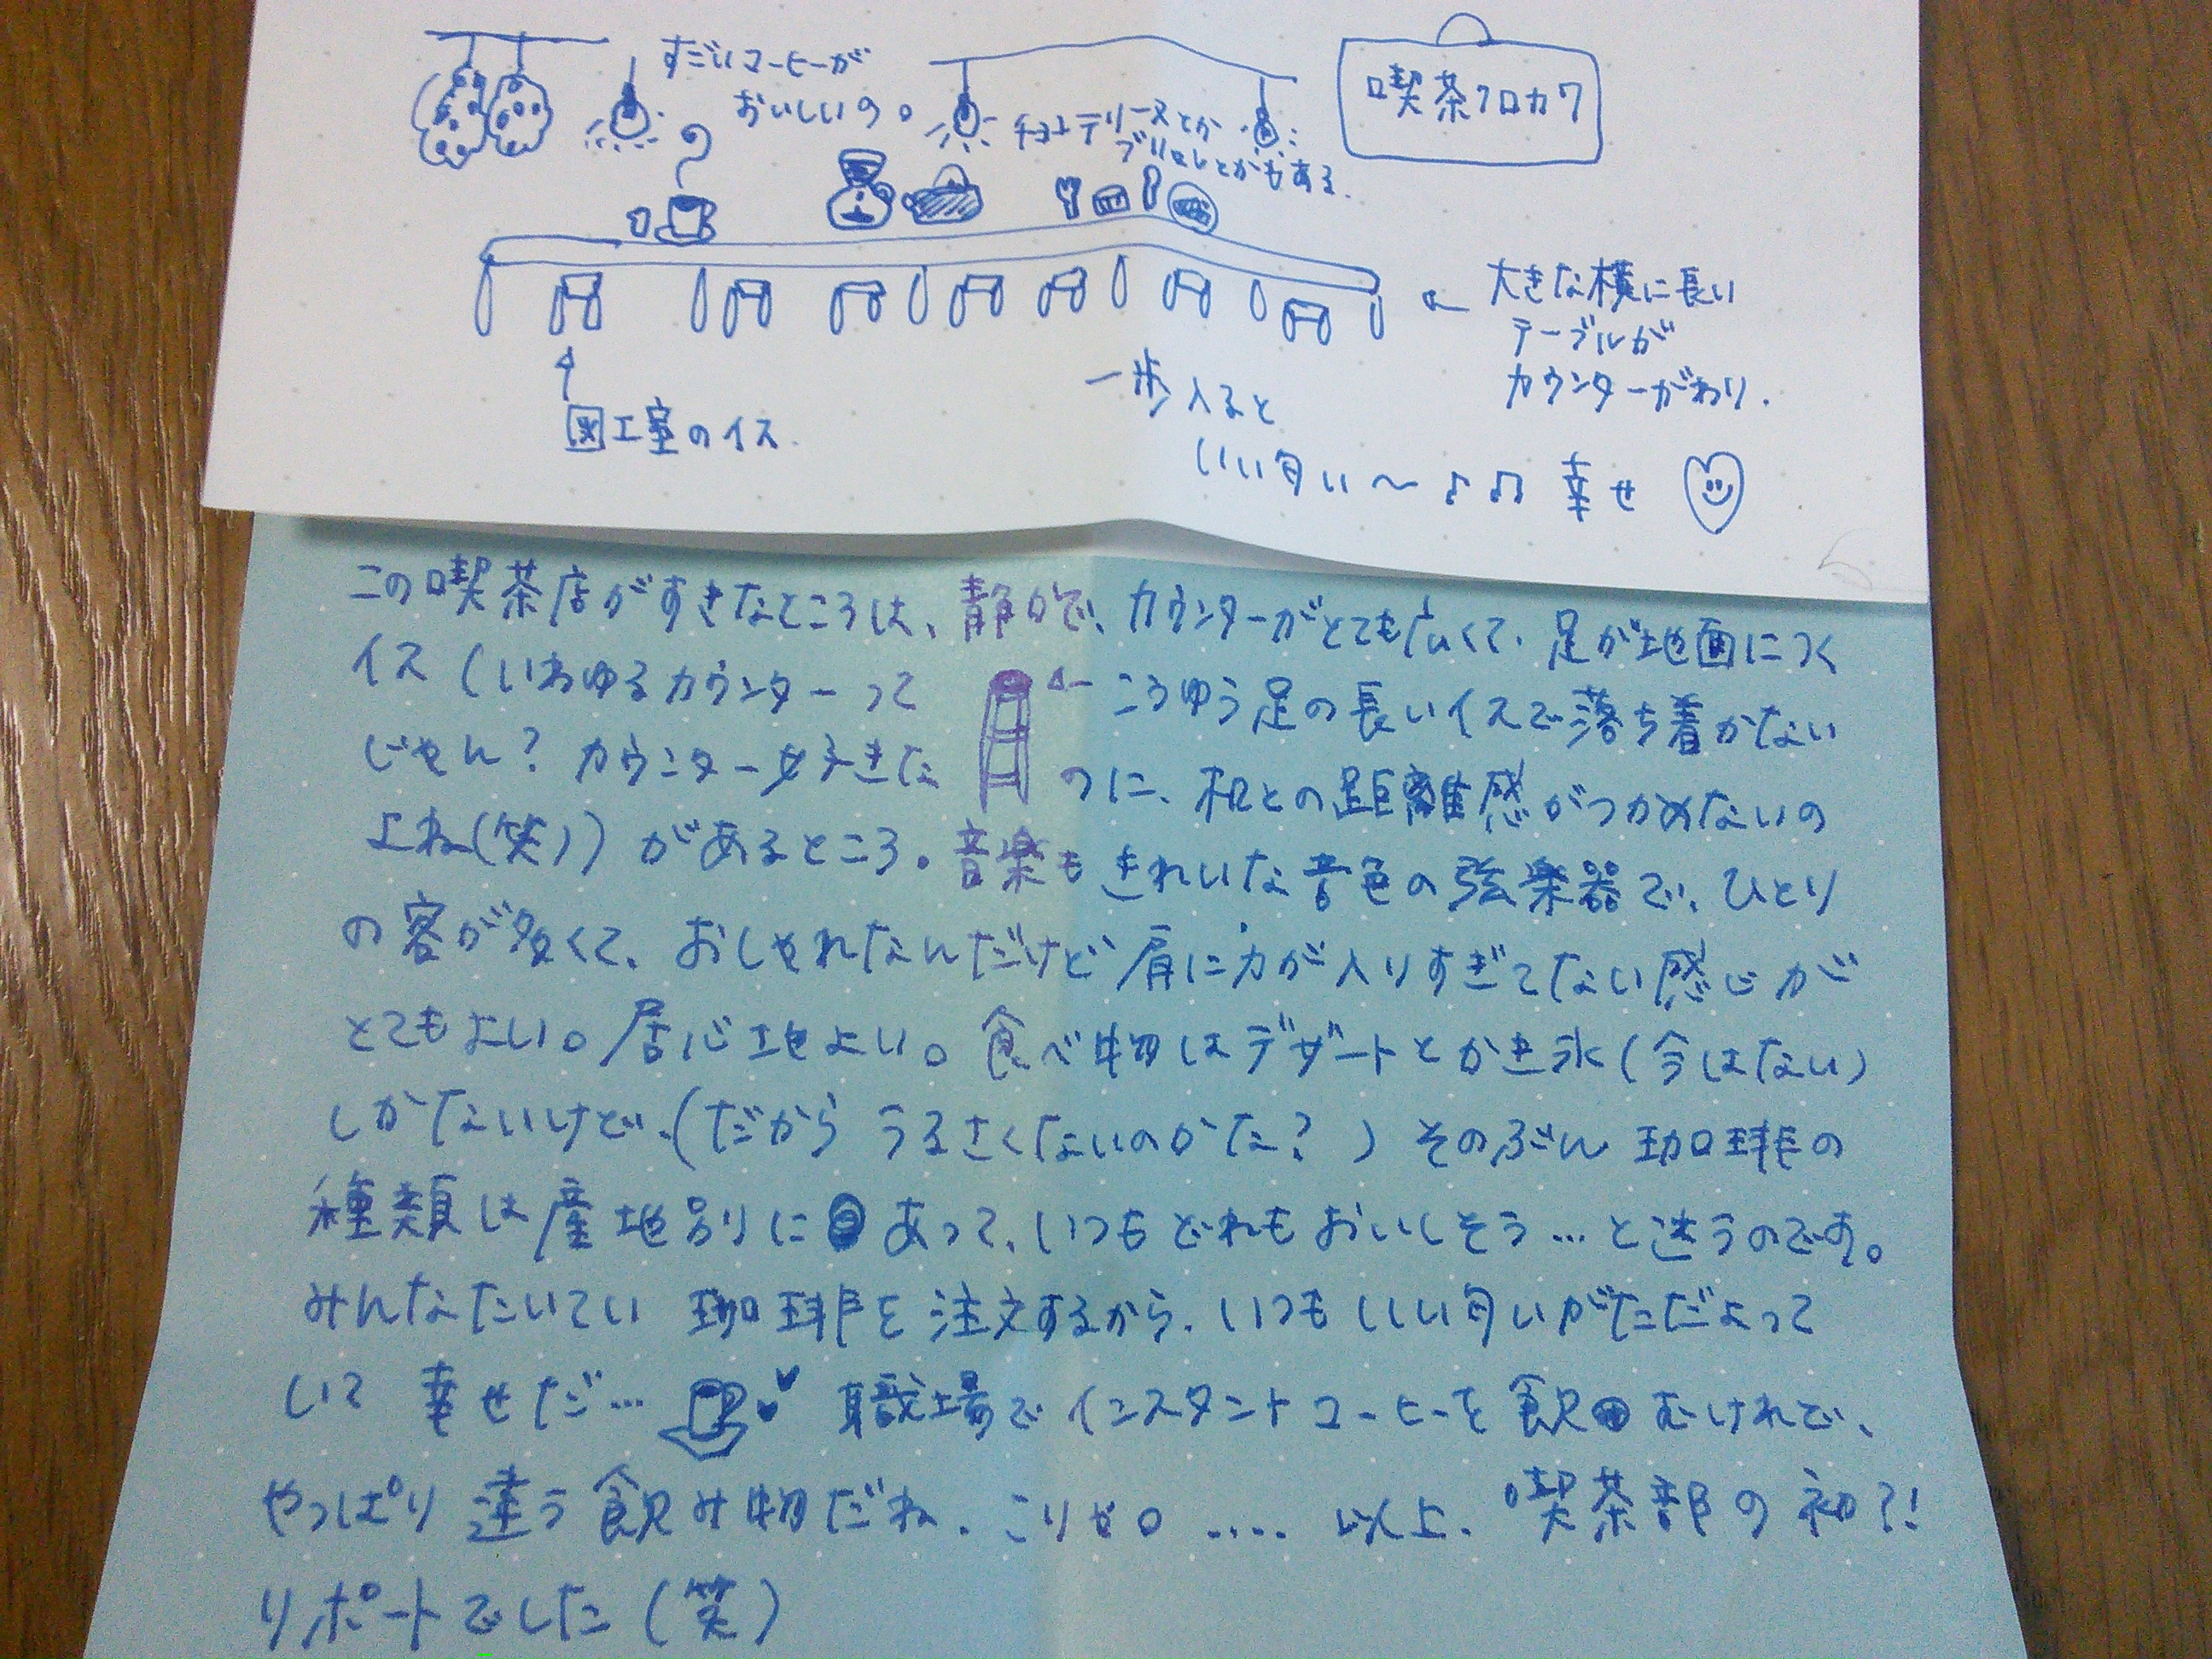 すごいコーヒーが
おいしいの。
チョコテリーヌとか
ブリュレとかもある.
喫茶クロカワ
大きな横に長い
テーブルが
カウンターがわり.
図工室のイス.
一歩入ると
いい匂い〜♪♫ 幸せ
この喫茶店がすきなところは、静かで、カウンターがとても広くて、足が地面につく
イス(いわゆるカウンターって ←こうゆう足の長いイスで落ち着かない
じゃん?カウンター好きな のに、机との距離感がつかめないの
よね(笑))があるところ。音楽もきれいな音色の弦楽器で、ひとり
の客が多くて、おしゃれなんだけど肩に力が入りすぎてない感じが
とてもよい。居心地よい。食べ物はデザートとかき氷(今はない)
しかないけど、(だからうるさくないのかな?)そのぶん珈琲の
種類は産地別にあって、いつもどれもおいしそう…と迷うのです。
みんなたいてい珈琲を注文するから、いつもいい匂いがただよって
いて 幸せだ… 職場でインスタントコーヒーを飲むけれど、
やっぱり違う飲み物だね、 ‥‥ 以上、喫茶部の初?!
リポートでした(笑)